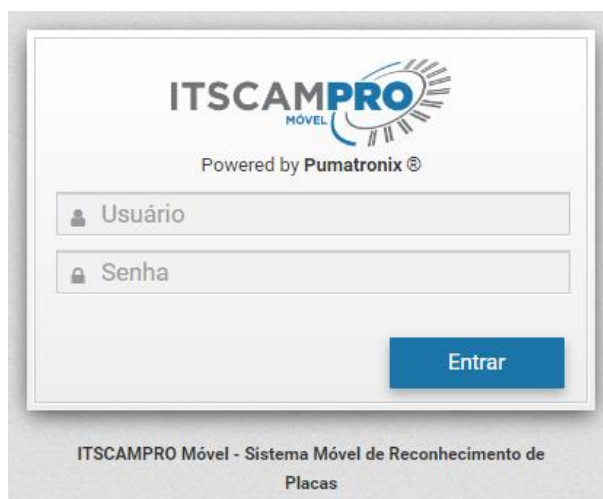 ITSCAMPRO
MÓVEL
Powered by Pumatronix ®
Usuário
Senha
Entrar
ITSCAMPRO Móvel - Sistema Móvel de Reconhecimento de
Placas